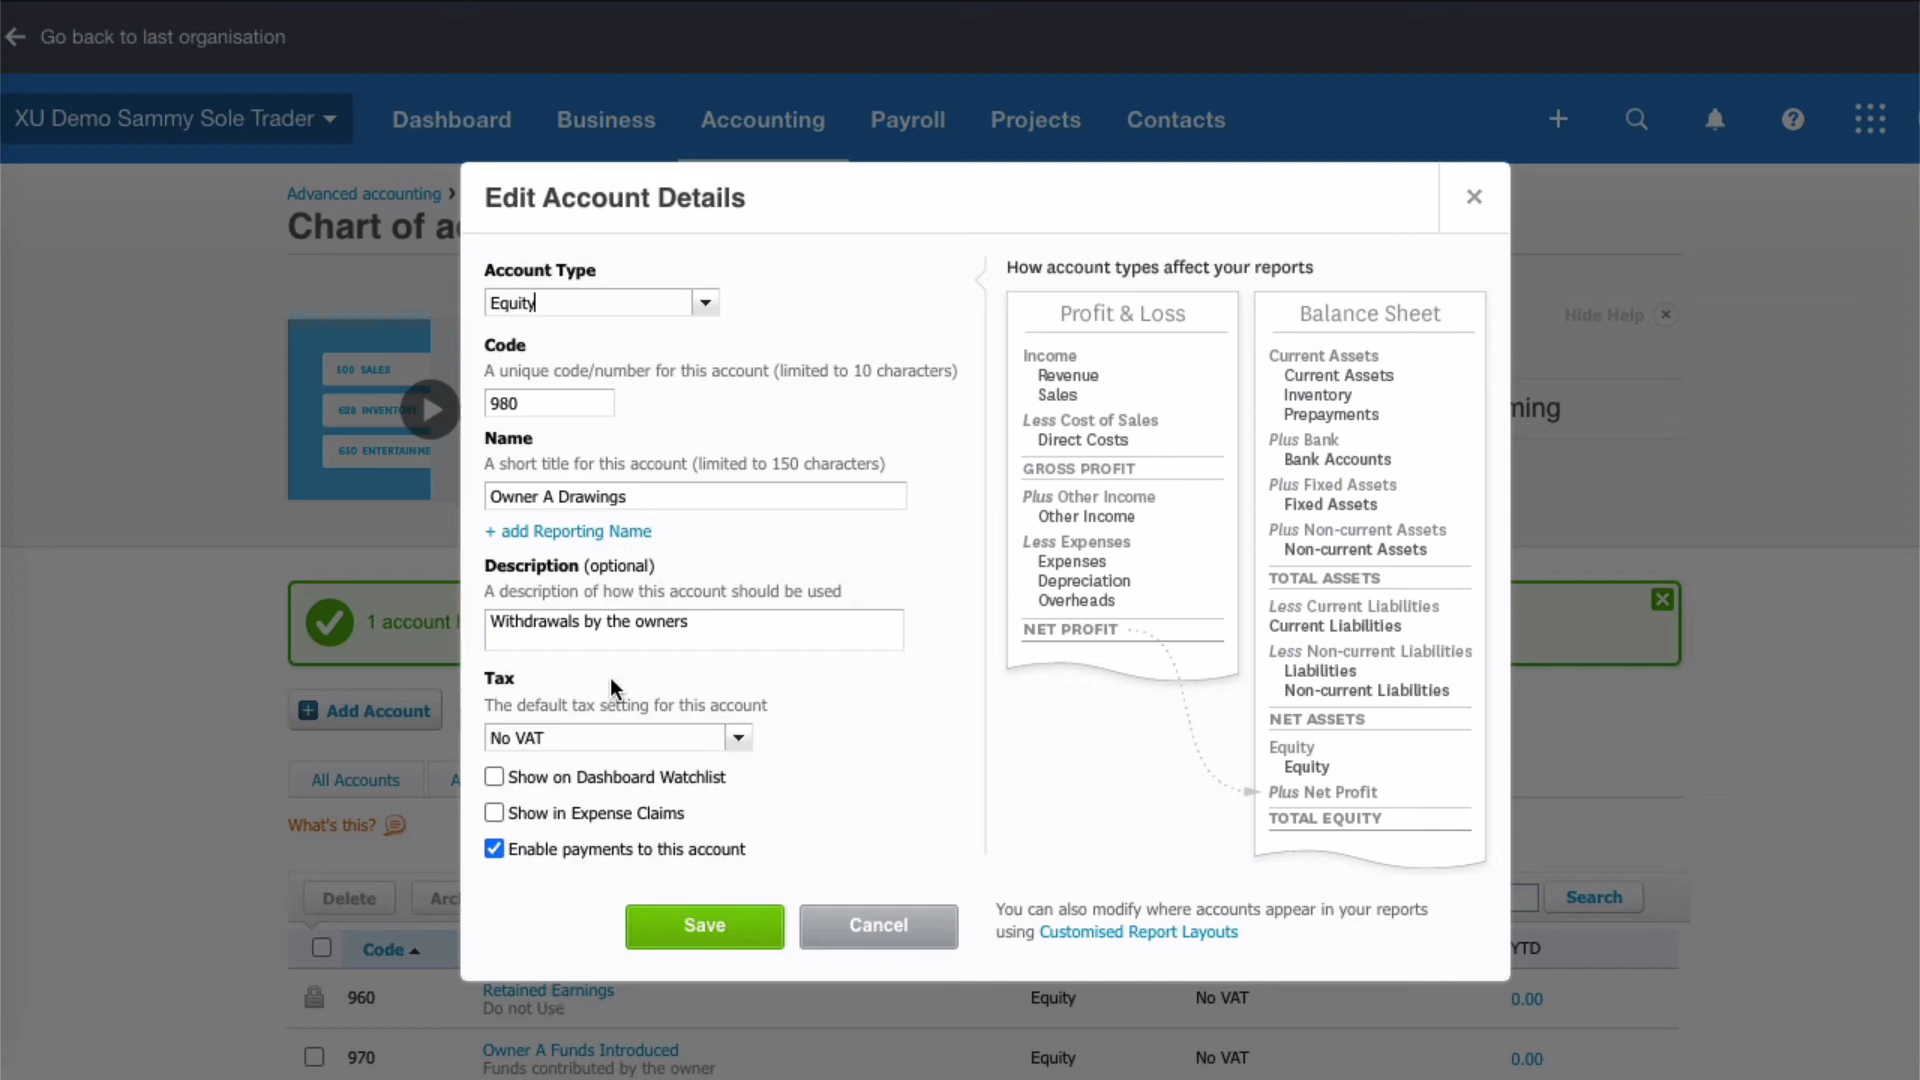 Go back to last organisation
XU Demo Sammy Sole Trader
Dashboard
Business
Accounting
Payroll
Projects
Contacts
Advanced accounting
Chart of a
Hide Help
500 SALES
628 INVENTOR
650 ENTERTAINME
ning
Edit Account Details
Account Type
Equity
Code
A unique code/number for this account (limited to 10 characters)
980
Name
A short title for this account (limited to 150 characters)
Owner A Drawings
+ add Reporting Name
Description (optional)
A description of how this account should be used
Withdrawals by the owners
Tax
The default tax setting for this account
No VAT
Show on Dashboard Watchlist
Show in Expense Claims
Enable payments to this account
Save
Cancel
How account types affect your reports
Profit & Loss
Income
Revenue
Sales
Less Cost of Sales
Direct Costs
GROSS PROFIT
Plus Other Income
Other Income
Less Expenses
Expenses
Depreciation
Overheads
NET PROFIT
Balance Sheet
Current Assets
Current Assets
Inventory
Prepayments
Plus Bank
Bank Accounts
Plus Fixed Assets
Fixed Assets
Plus Non-current Assets
Non-current Assets
TOTAL ASSETS
Less Current Liabilities
Current Liabilities
Less Non-current Liabilities
Liabilities
Non-current Liabilities
NET ASSETS
Equity
Equity
Plus Net Profit
TOTAL EQUITY
You can also modify where accounts appear in your reports
using Customised Report Layouts
1 account
Add Account
All Accounts
A
What's this?
Delete
Arc
Search
Code
YTD
960
Retained Earnings
Do not Use
Equity
No VAT
0.00
970
Owner A Funds Introduced
Funds contributed by the owner
Equity
No VAT
0.00